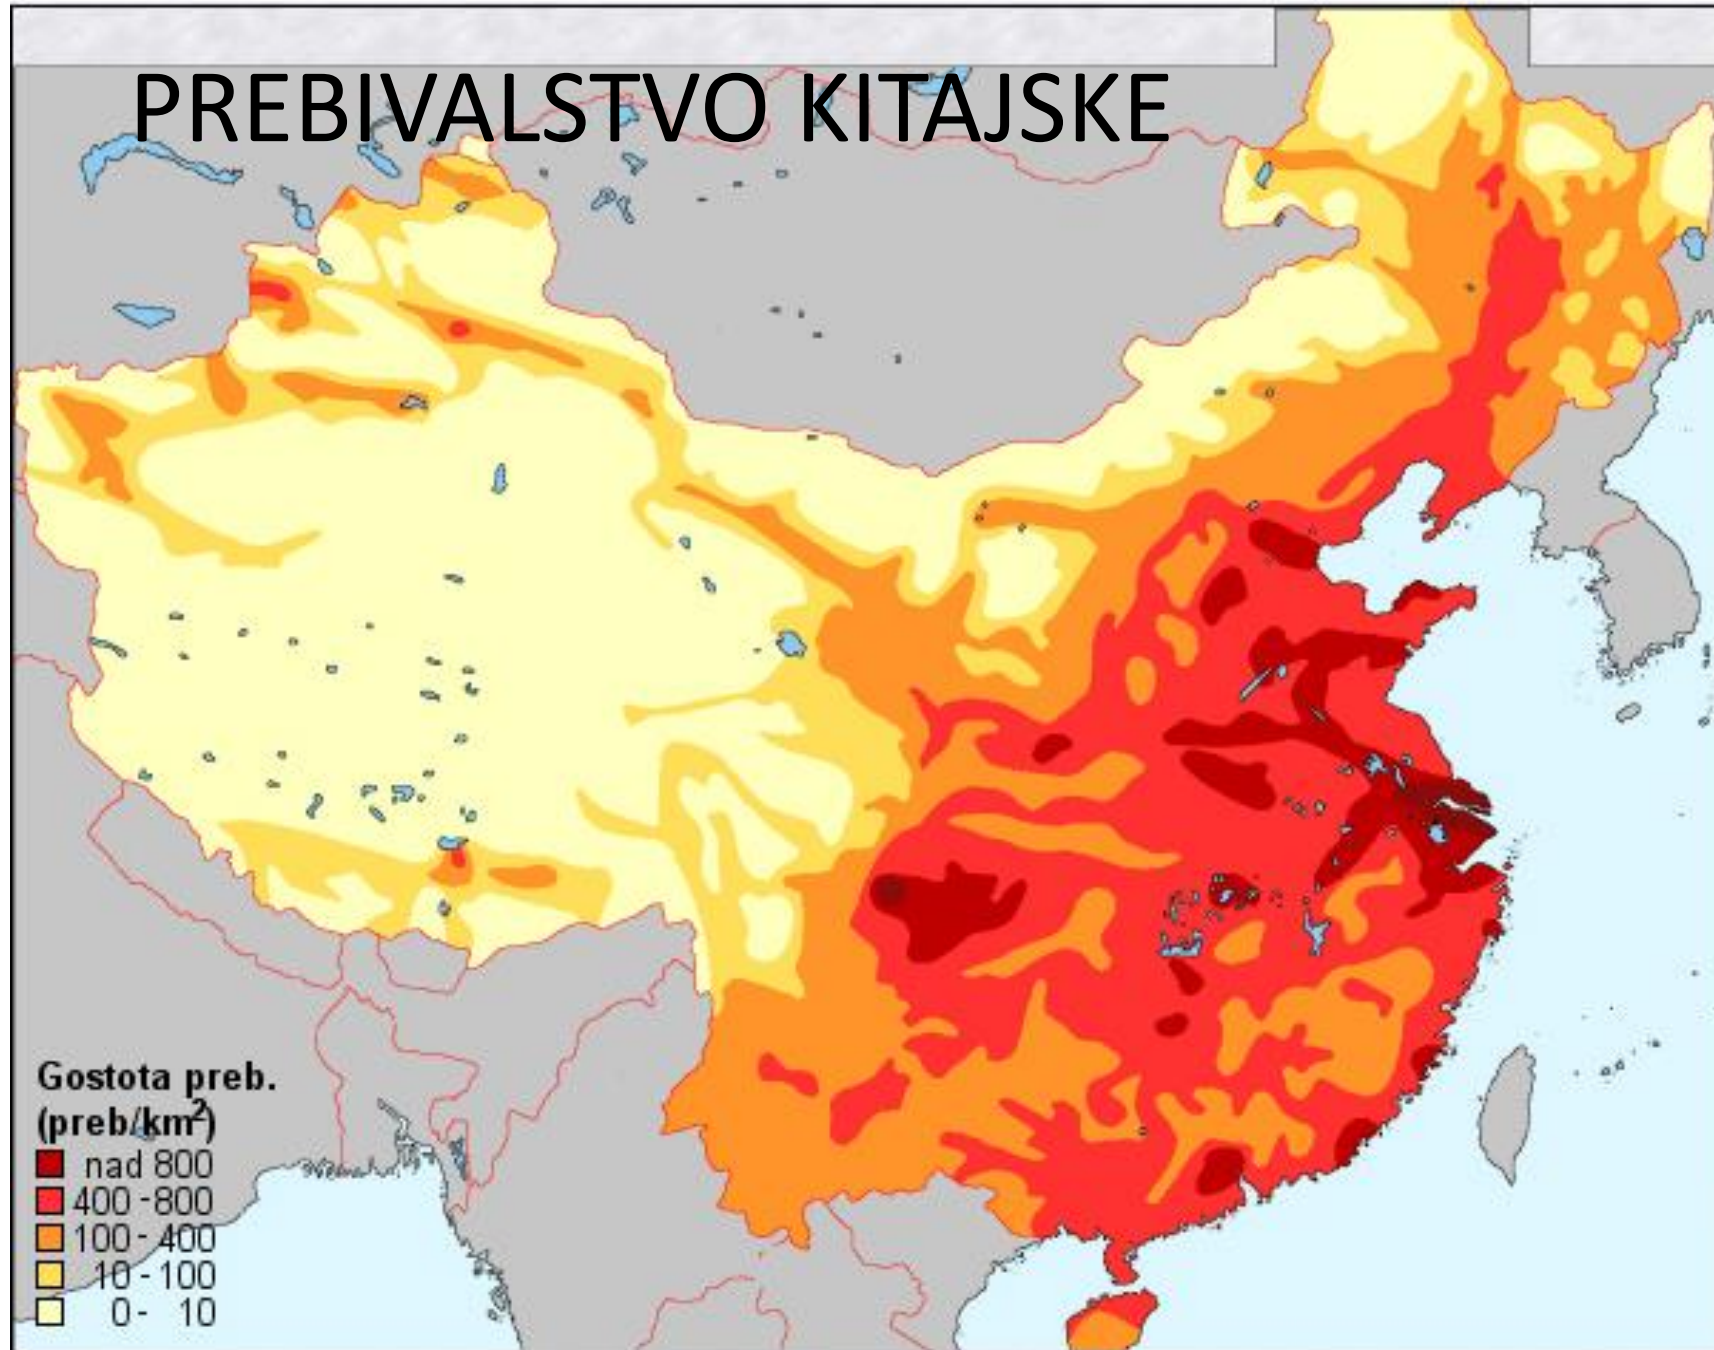 PREBIVALSTVO KITAJSKE
Gostota preb.
(preb/km²)
nad 800
400 - 800
100 - 400
10 - 100
0 - 10